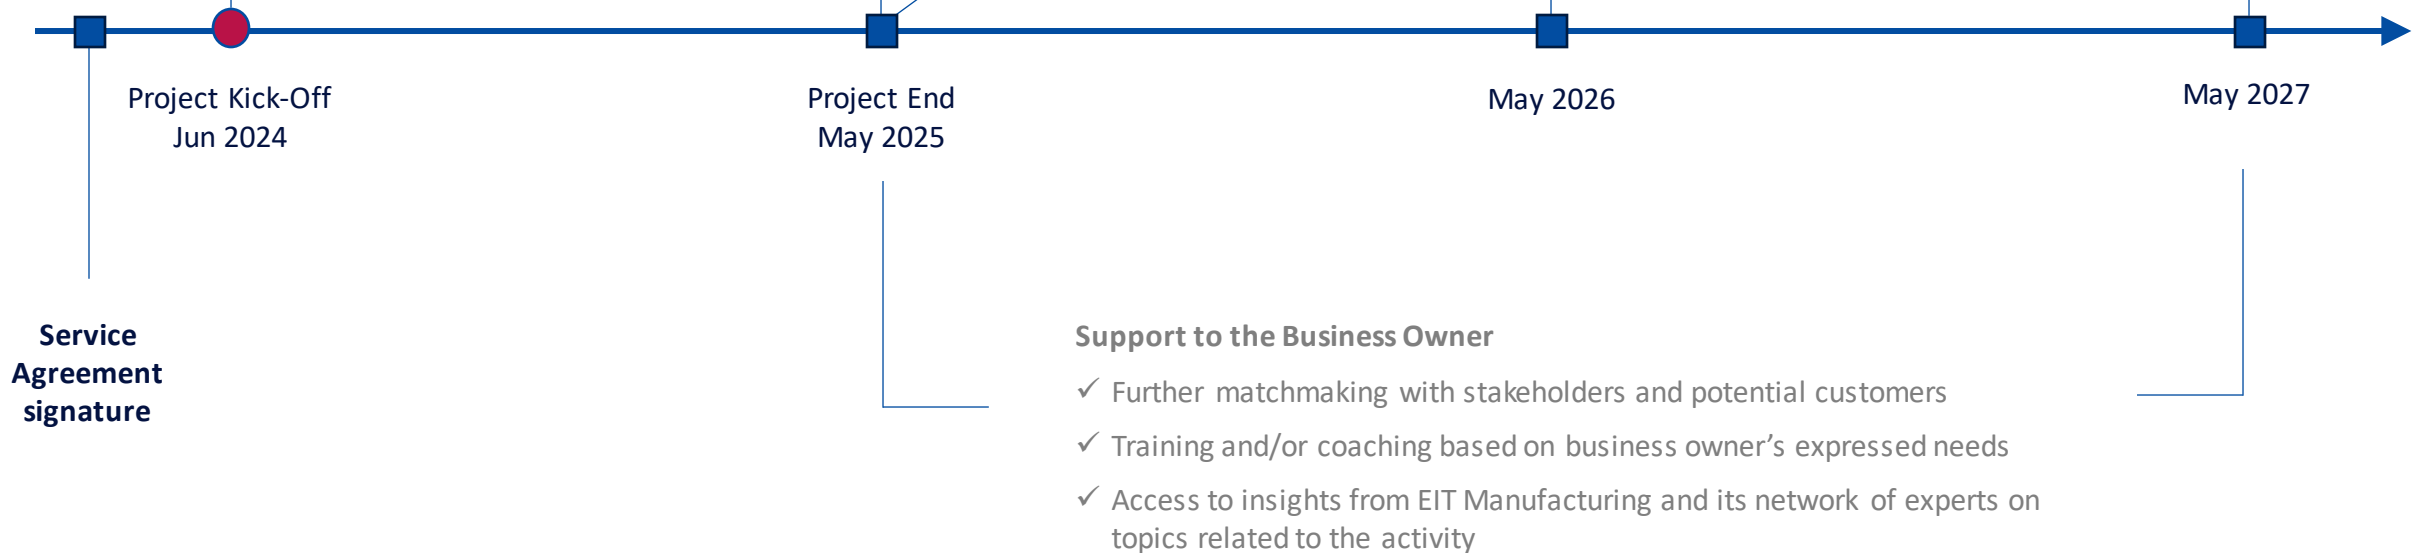 Project Kick-Off
Jun 2024
Project End
May 2025
May 2026
May 2027
Service
Agreement
signature
Support to the Business Owner
✓ Further matchmaking with stakeholders and potential customers
✓ Training and/or coaching based on business owner’s expressed needs
✓ Access to insights from EIT Manufacturing and its network of experts on
topics related to the activity